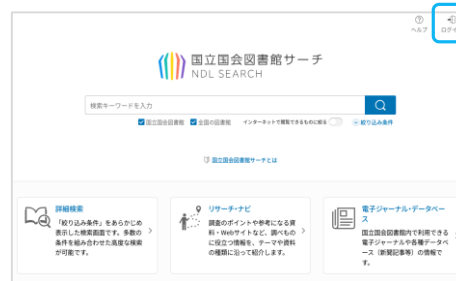 ヘルプ
国立国会図書館サーチ
NDL SEARCH
検索キーワードを入力
国立国会図書館 全国の図書館 インターネットで閲覧できるものに絞る 絞り込み条件
国立国会図書館サーチとは
詳細検索
「絞り込み条件」をあらかじめ
表示した検索画面です。多数の
条件を組み合わせた高度な検索
が可能です。
リサーチ・ナビ
調査のポイントや参考になる資
料・Webサイトなど、調べもの
に役立つ情報を、テーマや資料
の種類に沿って紹介します。
電子ジャーナル・データベー
ス
国立国会図書館内で利用できる
電子ジャーナルや各種データベ
ース（新聞記事等）の情報で
す。